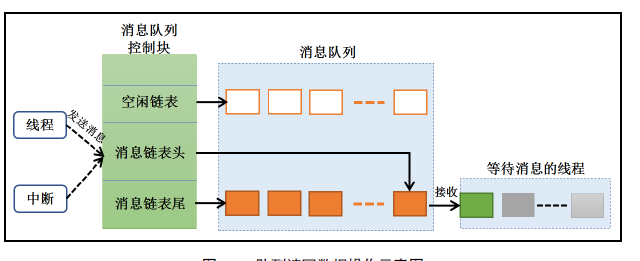 消息队列
控制块
消息队列
空闲链表
线程
发送消息
消息链表头
等待消息的线程
中断
消息链表尾
接收